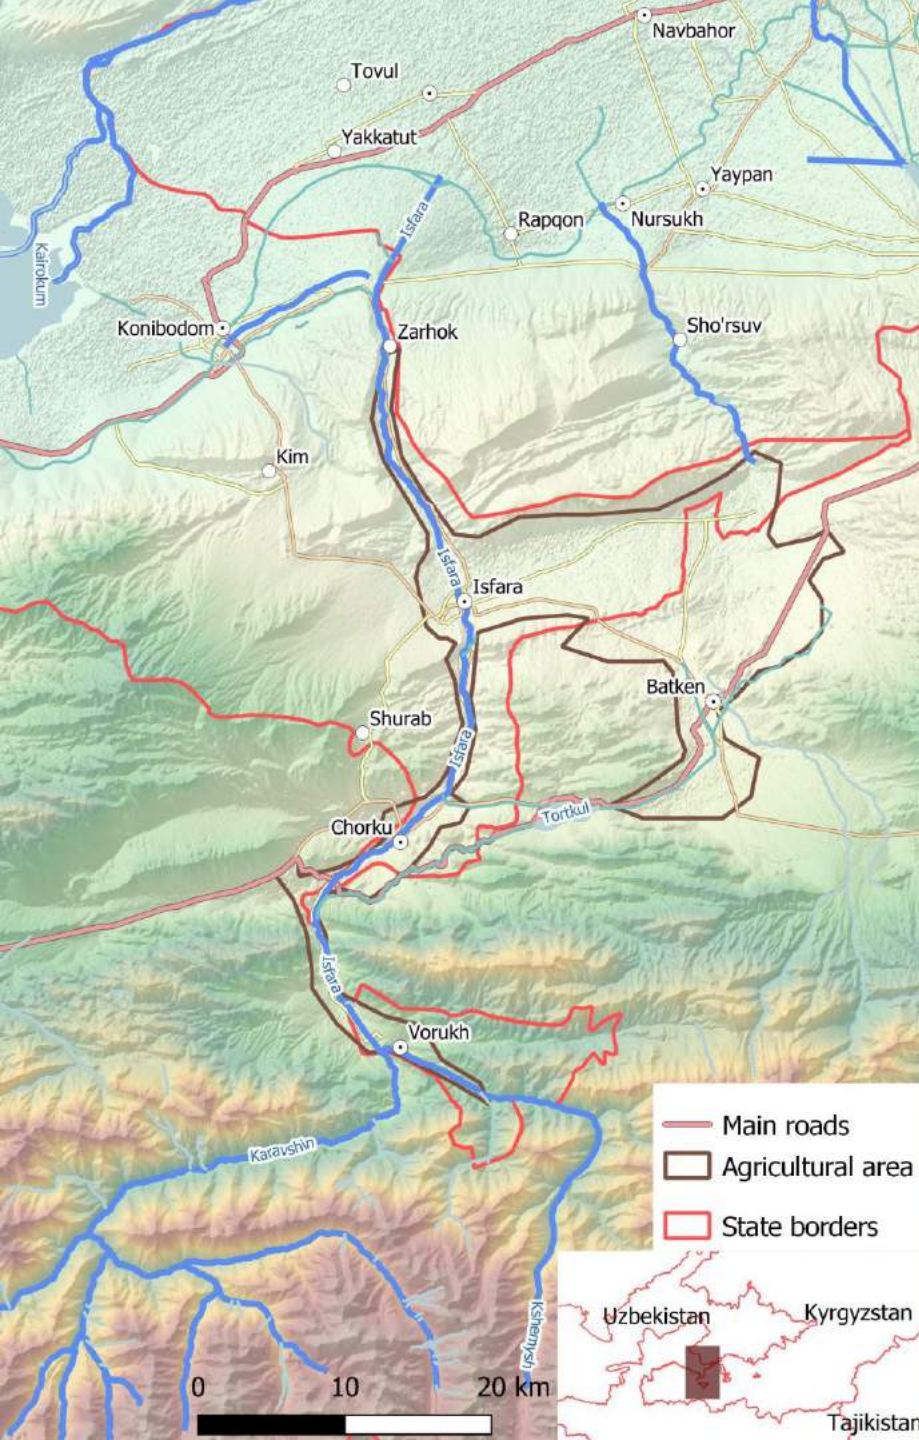 Navbahor
Tovul
Yakkatut
Yaypan
Isfara
Rapqon
Nursukh
Kairokum
Konibodom
Zarhok
Sho'rsuv
Kim
Isfara
Isfara
Batken
Shurab
Isfara
Tortkul
Chorku
Isfara
Vorukh
Karavshin
Kshemysh
Main roads
Agricultural area
State borders
Uzbekistan
Kyrgyzstan
Tajikistan
0 10 20 km